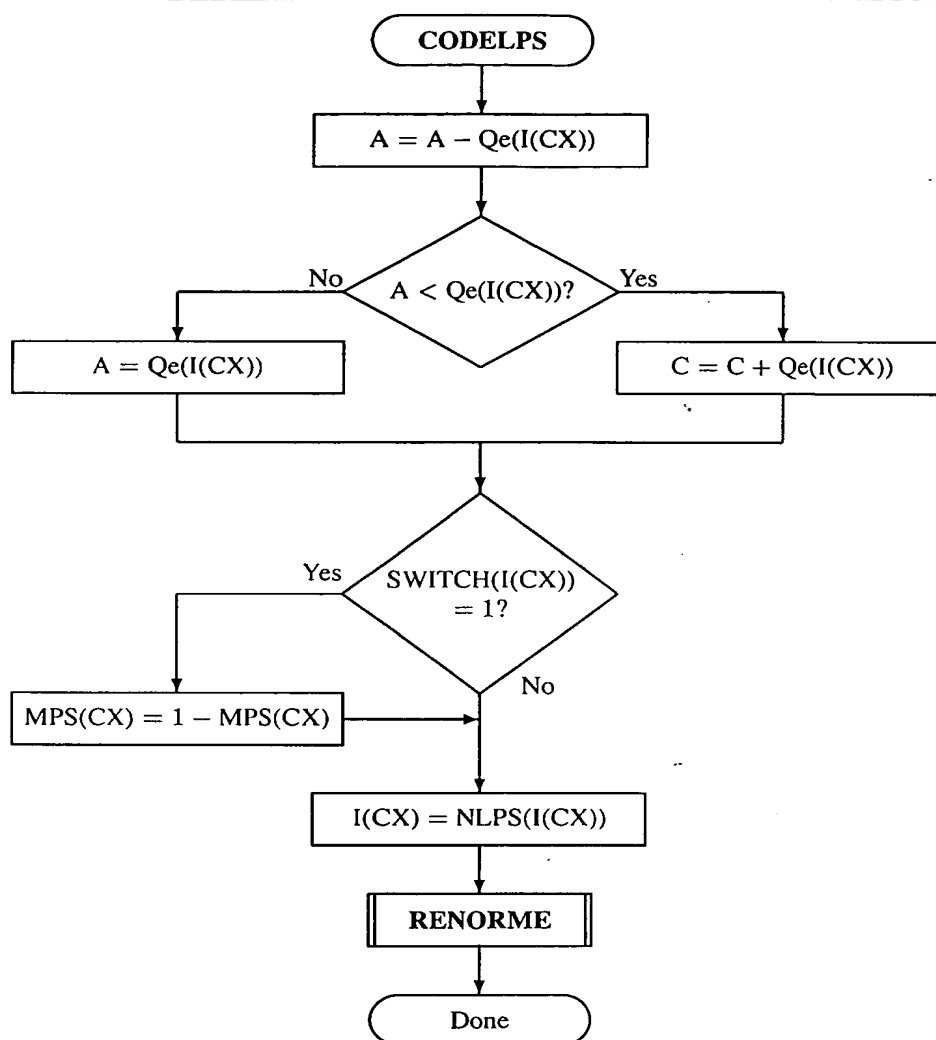 CODELPS
A = A − Qe(I(CX))
No
A < Qe(I(CX))?
Yes
A = Qe(I(CX))
C = C + Qe(I(CX))
Yes
SWITCH(I(CX))
= 1?
No
MPS(CX) = 1 − MPS(CX)
I(CX) = NLPS(I(CX))
RENORME
Done